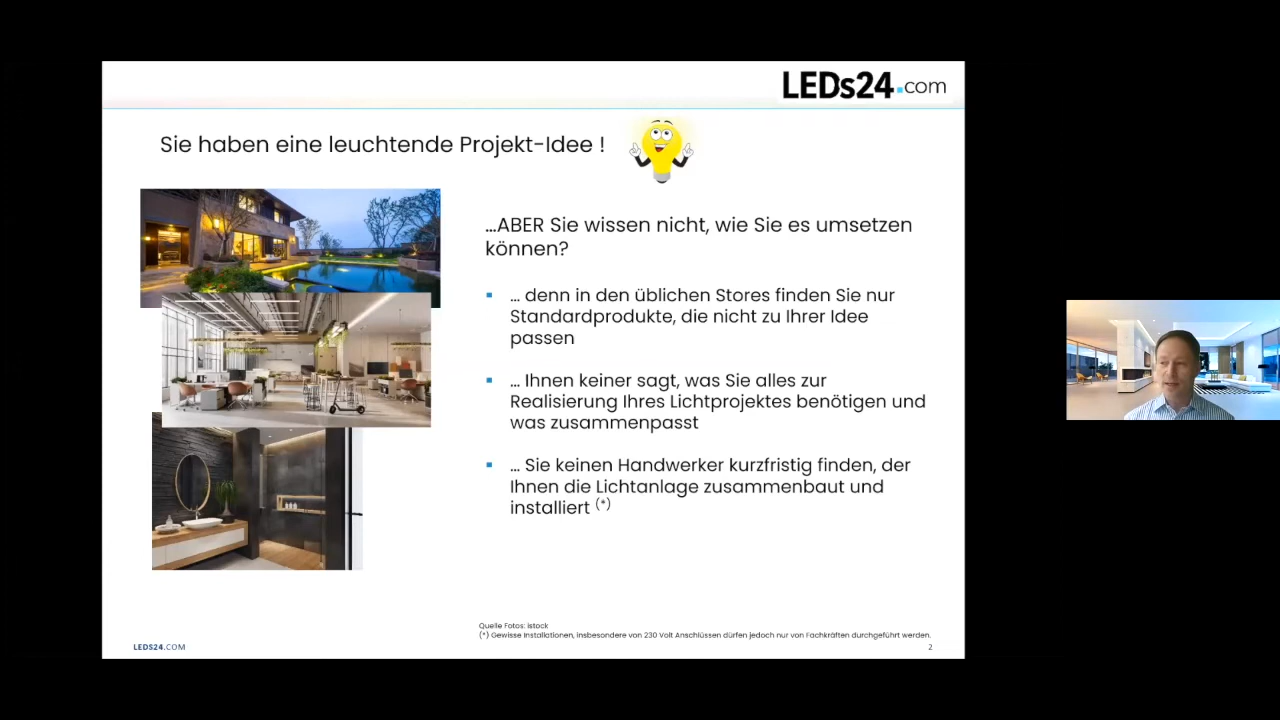 LEDs24.com
Sie haben eine leuchtende Projekt-Idee !
...ABER Sie wissen nicht, wie Sie es umsetzen
können?
... denn in den üblichen Stores finden Sie nur
Standardprodukte, die nicht zu Ihrer Idee
passen
... Ihnen keiner sagt, was Sie alles zur
Realisierung Ihres Lichtprojektes benötigen und
was zusammenpasst
... Sie keinen Handwerker kurzfristig finden, der
Ihnen die Lichtanlage zusammenbaut und
installiert (*)
Quelle Fotos: istock
(*) Gewisse Installationen, insbesondere von 230 Volt Anschlüssen dürfen jedoch nur von Fachkräften durchgeführt werden.
LEDS24.COM
2